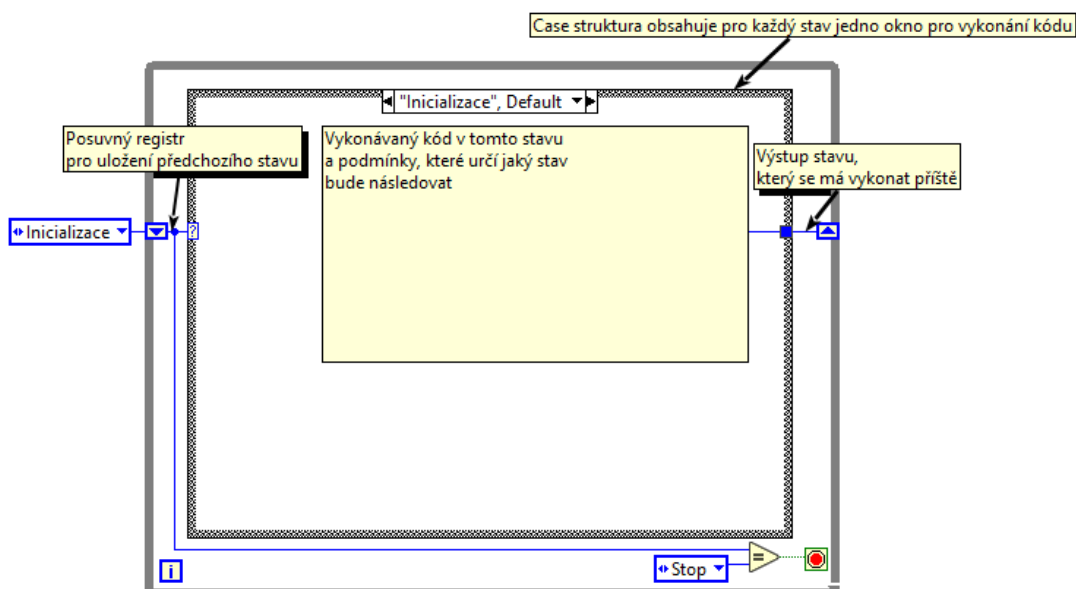 Case struktura obsahuje pro každý stav jedno okno pro vykonání kódu
"Inicializace", Default
Posuvný registr
pro uložení předchozího stavu
Vykonávaný kód v tomto stavu
a podmínky, které určí jaký stav
bude následovat
Výstup stavu,
který se má vykonat příště
Inicializace
?
=
Stop
i